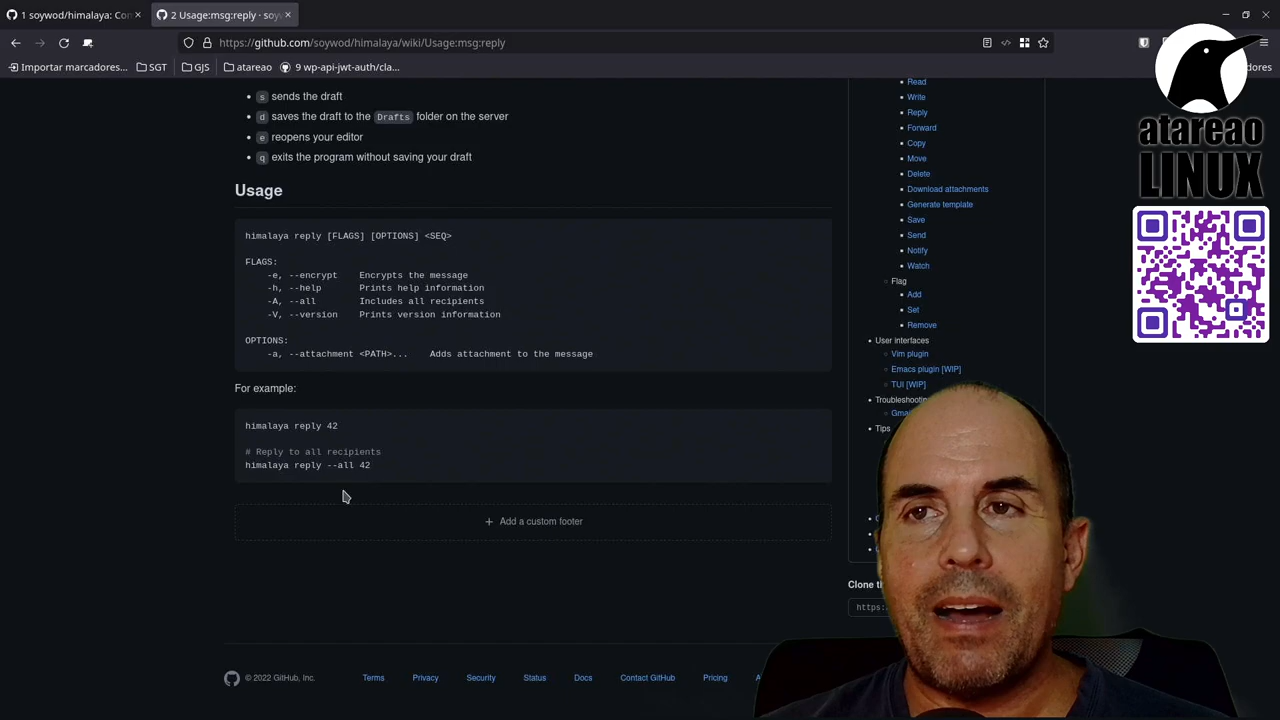 1 soywod/himalaya: Con
2 Usage:msg:reply · soyw
https://github.com/soywod/himalaya/wiki/Usage:msg:reply
Importar marcadores...
SGT
GJS
atareao
9 wp-api-jwt-auth/cla...
adores
atareao
LINUX
s sends the draft
d saves the draft to the Drafts folder on the server
e reopens your editor
q exits the program without saving your draft
Usage
himalaya reply [FLAGS] [OPTIONS] <SEQ>
FLAGS:
-e, --encrypt Encrypts the message
-h, --help Prints help information
-A, --all Includes all recipients
-V, --version Prints version information
OPTIONS:
-a, --attachment <PATH>... Adds attachment to the message
For example:
himalaya reply 42
# Reply to all recipients
himalaya reply --all 42
+ Add a custom footer
Read
Write
Reply
Forward
Copy
Move
Delete
Download attachments
Generate template
Save
Send
Notify
Watch
Flag
Add
Set
Remove
User interfaces
Vim plugin
Emacs plugin [WIP]
TUI [WIP]
Troubleshooting
Gma
Tips
Clone t
https:
© 2022 GitHub, Inc.
Terms
Privacy
Security
Status
Docs
Contact GitHub
Pricing